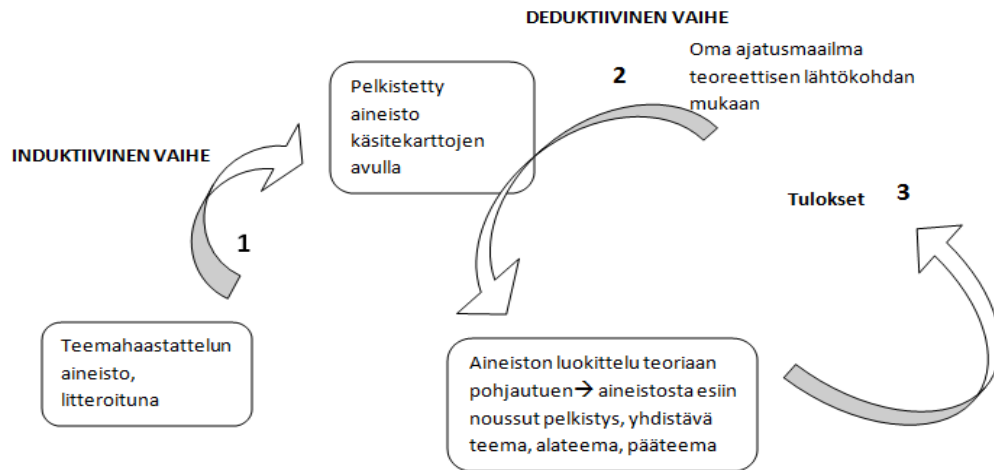 DEDUKTIIVINEN VAIHE
Oma ajatusmaailma
teoreettisen lähtökohdan
mukaan
2
Pelkistetty
aineisto
käsitekarttojen
avulla
INDUKTIIVINEN VAIHE
1
Tulokset 3
Teemahaastattelun
aineisto,
litteroituna
Aineiston luokittelu teoriaan
pohjautuen→ aineistosta esiin
noussut pelkistys, yhdistävä
teema, alateema, pääteema